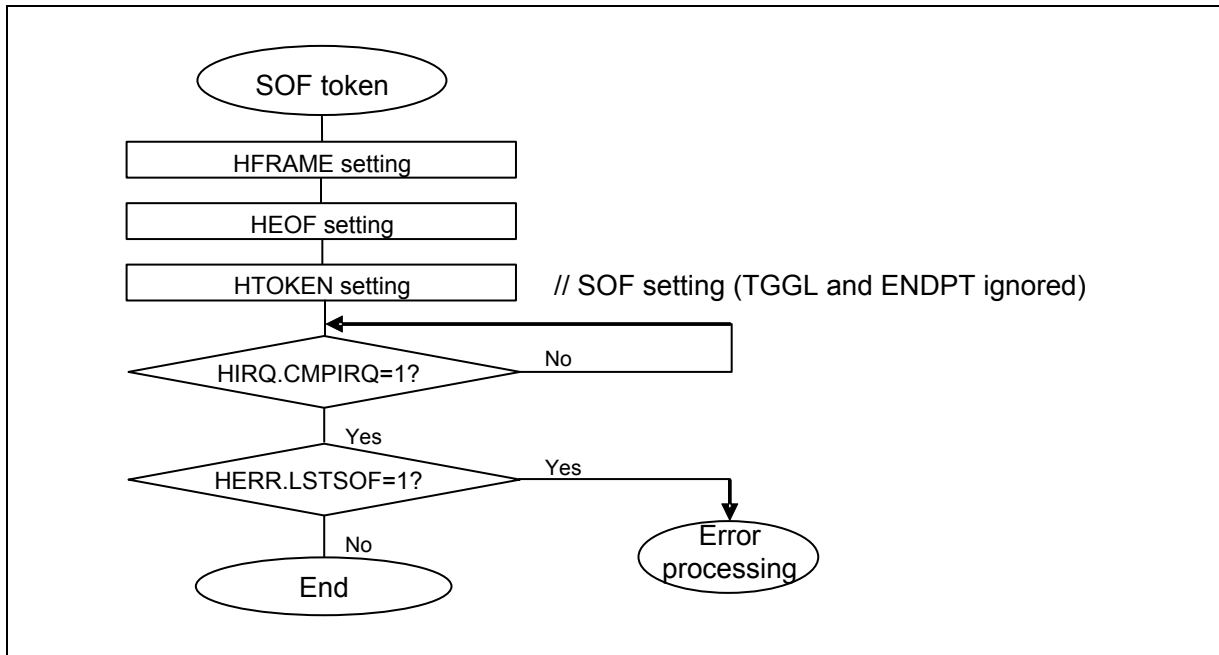 SOF token
HFRAME setting
HEOF setting
HTOKEN setting
// SOF setting (TGGL and ENDPT ignored)
HIRQ.CMPIRQ=1?
No
Yes
HERR.LSTSOF=1?
Yes
No
End
Error
processing